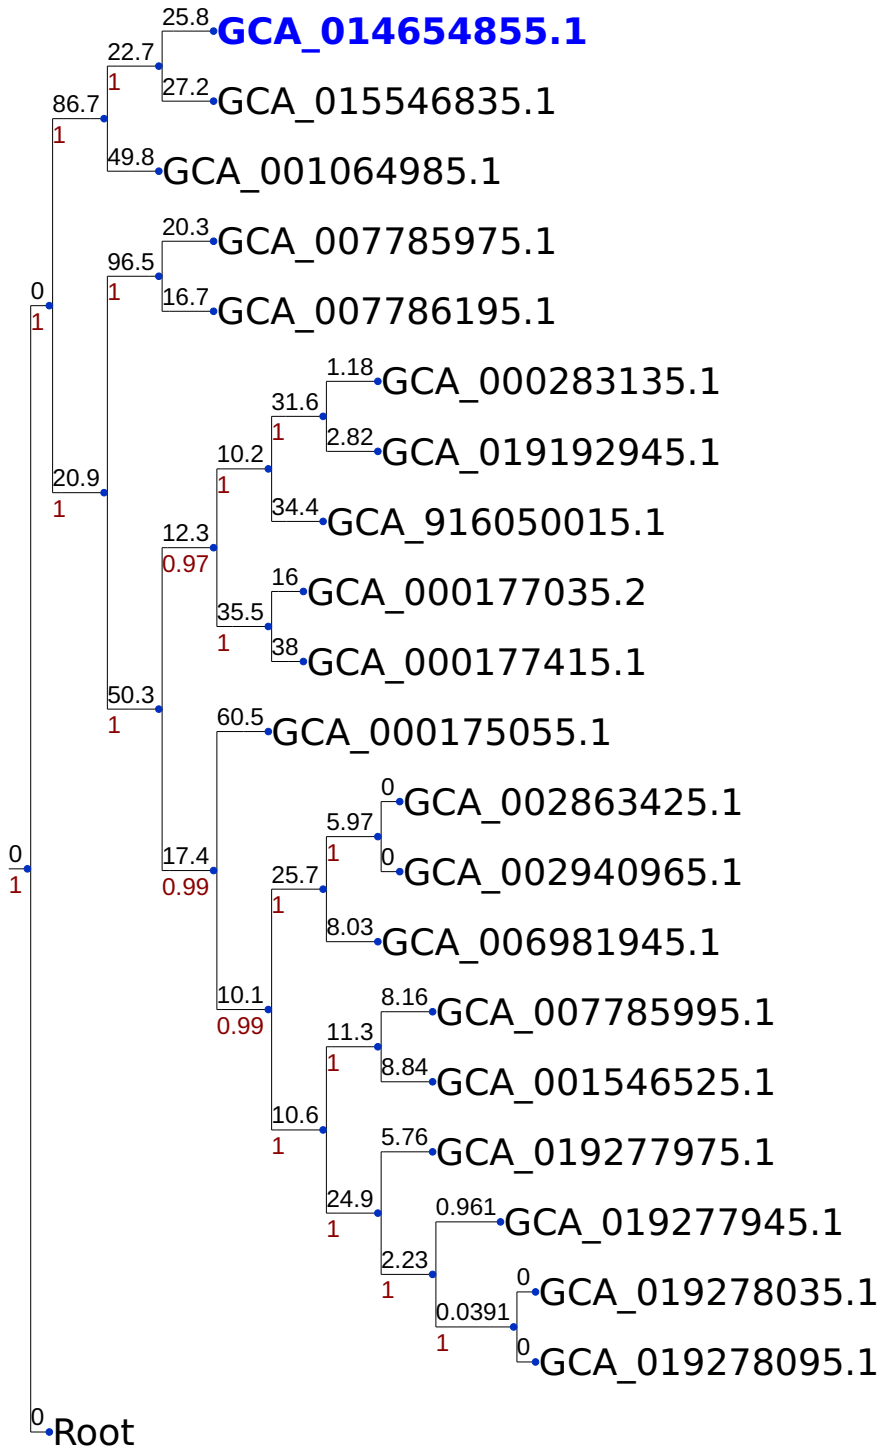 25.8
GCA_014654855.1
22.7
1
27.2
GCA_015546835.1
86.7
1
49.8
GCA_001064985.1
20.3
GCA_007785975.1
96.5
1
16.7
GCA_007786195.1
0
1
1.18
GCA_000283135.1
31.6
1
2.82
GCA_019192945.1
10.2
1
20.9
1
34.4
GCA_916050015.1
12.3
0.97
16
GCA_000177035.2
35.5
1
38
GCA_000177415.1
50.3
1
60.5
GCA_000175055.1
0
GCA_002863425.1
5.97
1
0
GCA_002940965.1
0
1
17.4
0.99
25.7
1
8.03
GCA_006981945.1
10.1
0.99
8.16
GCA_007785995.1
11.3
1
8.84
GCA_001546525.1
10.6
1
5.76
GCA_019277975.1
24.9
1
0.961
GCA_019277945.1
2.23
1
0
GCA_019278035.1
0.0391
1
0
GCA_019278095.1
0
Root